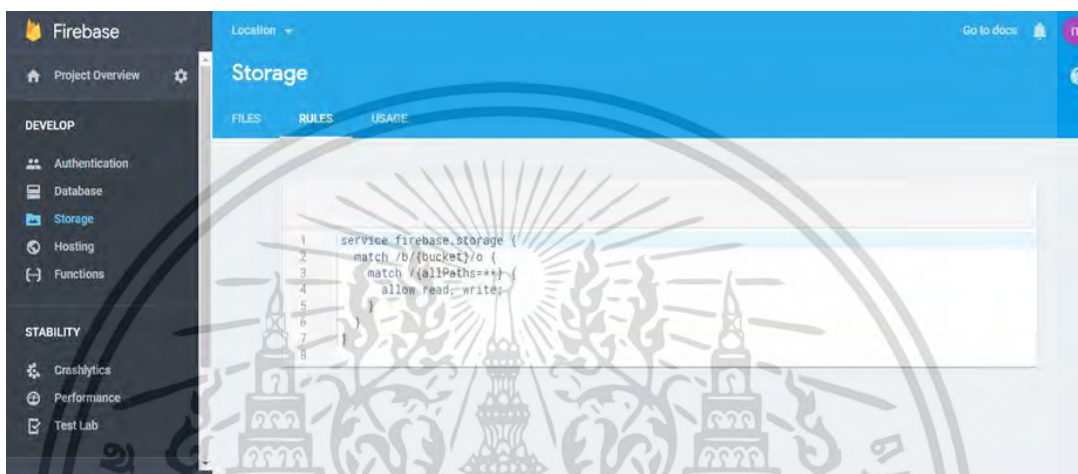 Firebase
Location
Go to docs
Project Overview
Storage
DEVELOP
FILES RULES USAGE
Authentication
Database
Storage
Hosting
Functions
1 service firebase.storage {
2 match /b/{bucket}/o {
3 match /{allPaths=**} {
4 allow read, write;
5 }
6 }
7 }
8
STABILITY
Crashlytics
Performance
Test Lab